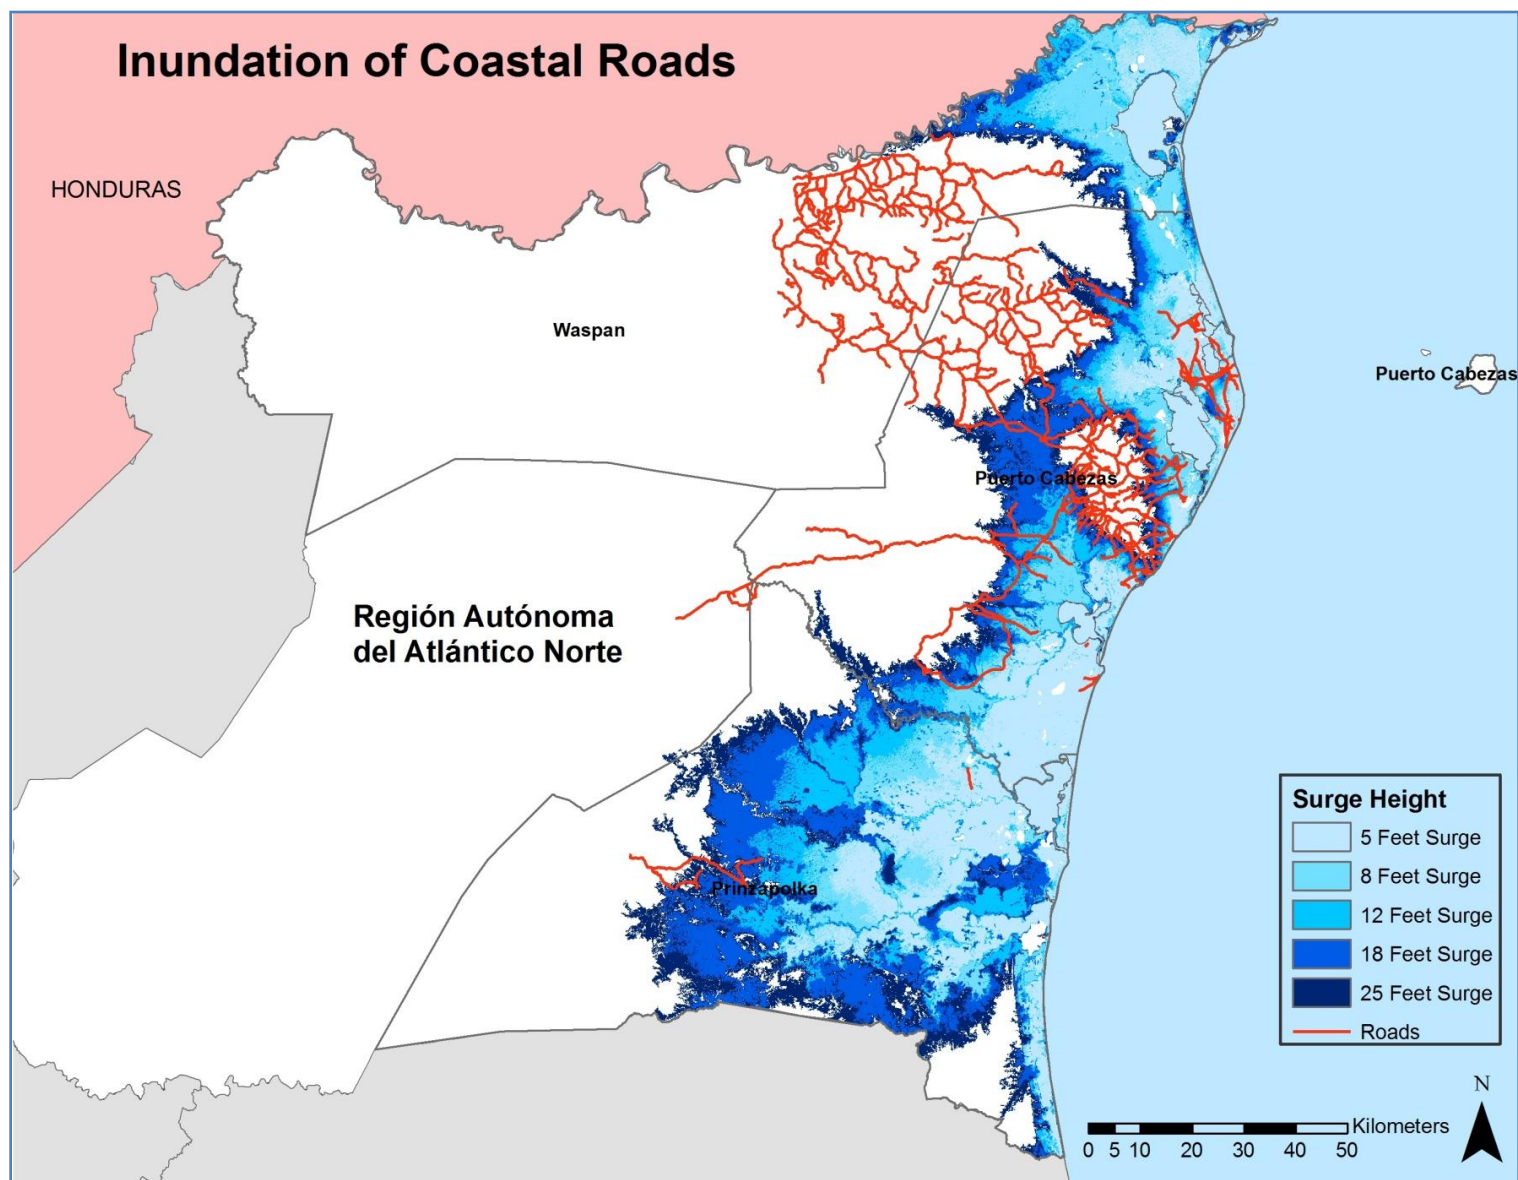 Inundation of Coastal Roads
HONDURAS
Waspan
Puerto Cabezas
Puerto Cabezas
Región Autónoma
del Atlántico Norte
Prinzapolka
Surge Height
5 Feet Surge
8 Feet Surge
12 Feet Surge
18 Feet Surge
25 Feet Surge
Roads
N
Kilometers
0 5 10 20 30 40 50